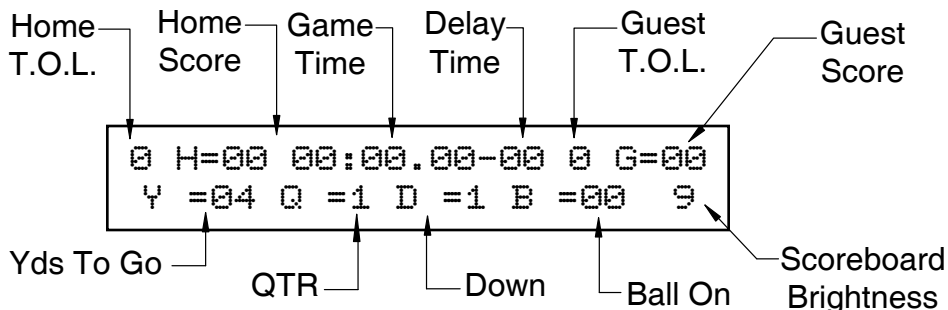 Home T.O.L.
Home Score
Game Time
Delay Time
Guest T.O.L.
Guest Score
0 H=00 00:00.00-00 0 G=00
Y =04 Q =1 D =1 B =00 9
Yds To Go
QTR
Down
Ball On
Scoreboard Brightness